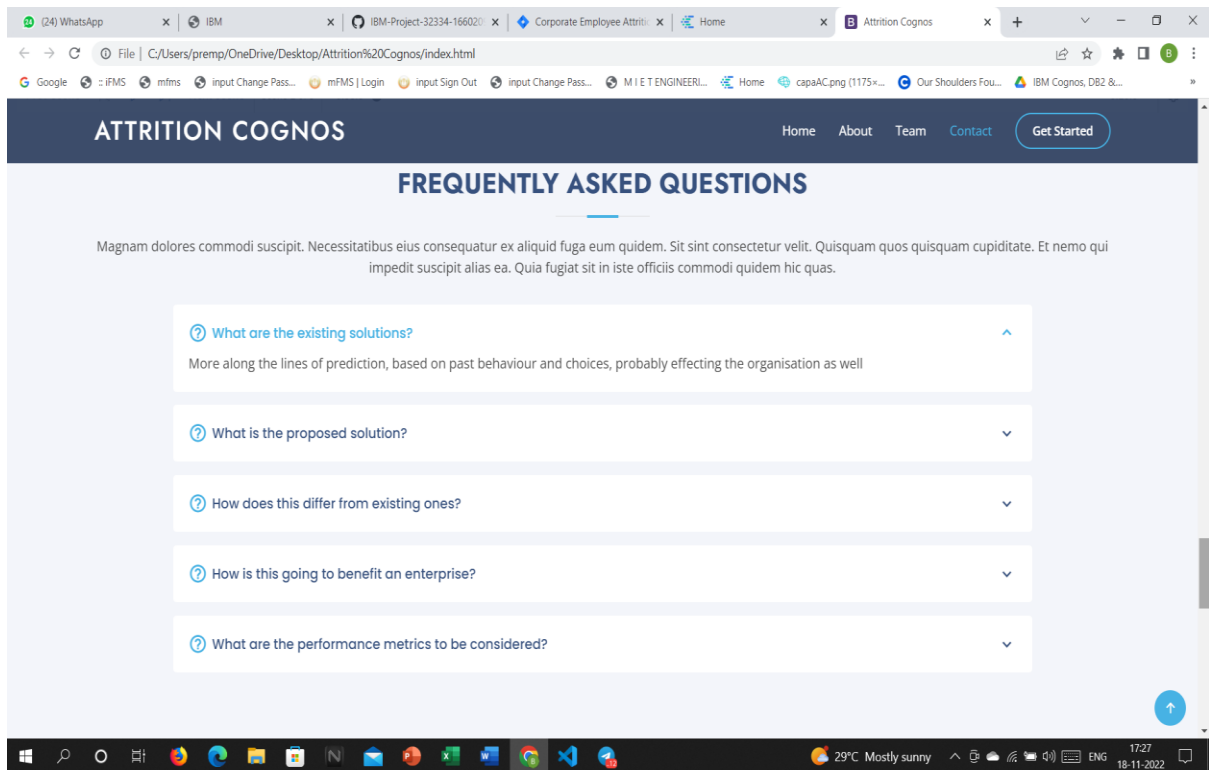 24 (24) WhatsApp
IBM
IBM-Project-32334-166020
Corporate Employee Attritic
Home
B Attrition Cognos
File C:/Users/premp/OneDrive/Desktop/Attrition%20Cognos/index.html
B
Google
:: iFMS
mfms
input Change Pass...
mFMS | Login
input Sign Out
input Change Pass...
M I E T ENGINEERI...
Home
capaAC.png (1175×...
Our Shoulders Fou...
IBM Cognos, DB2 &...
»
ATTRITION COGNOS
Home About Team Contact Get Started
FREQUENTLY ASKED QUESTIONS
Magnam dolores commodi suscipit. Necessitatibus eius consequatur ex aliquid fuga eum quidem. Sit sint consectetur velit. Quisquam quos quisquam cupiditate. Et nemo qui
impedit suscipit alias ea. Quia fugiat sit in iste officiis commodi quidem hic quas.
What are the existing solutions?
More along the lines of prediction, based on past behaviour and choices, probably effecting the organisation as well
What is the proposed solution?
How does this differ from existing ones?
How is this going to benefit an enterprise?
What are the performance metrics to be considered?
29°C Mostly sunny
ENG
17:27
18-11-2022